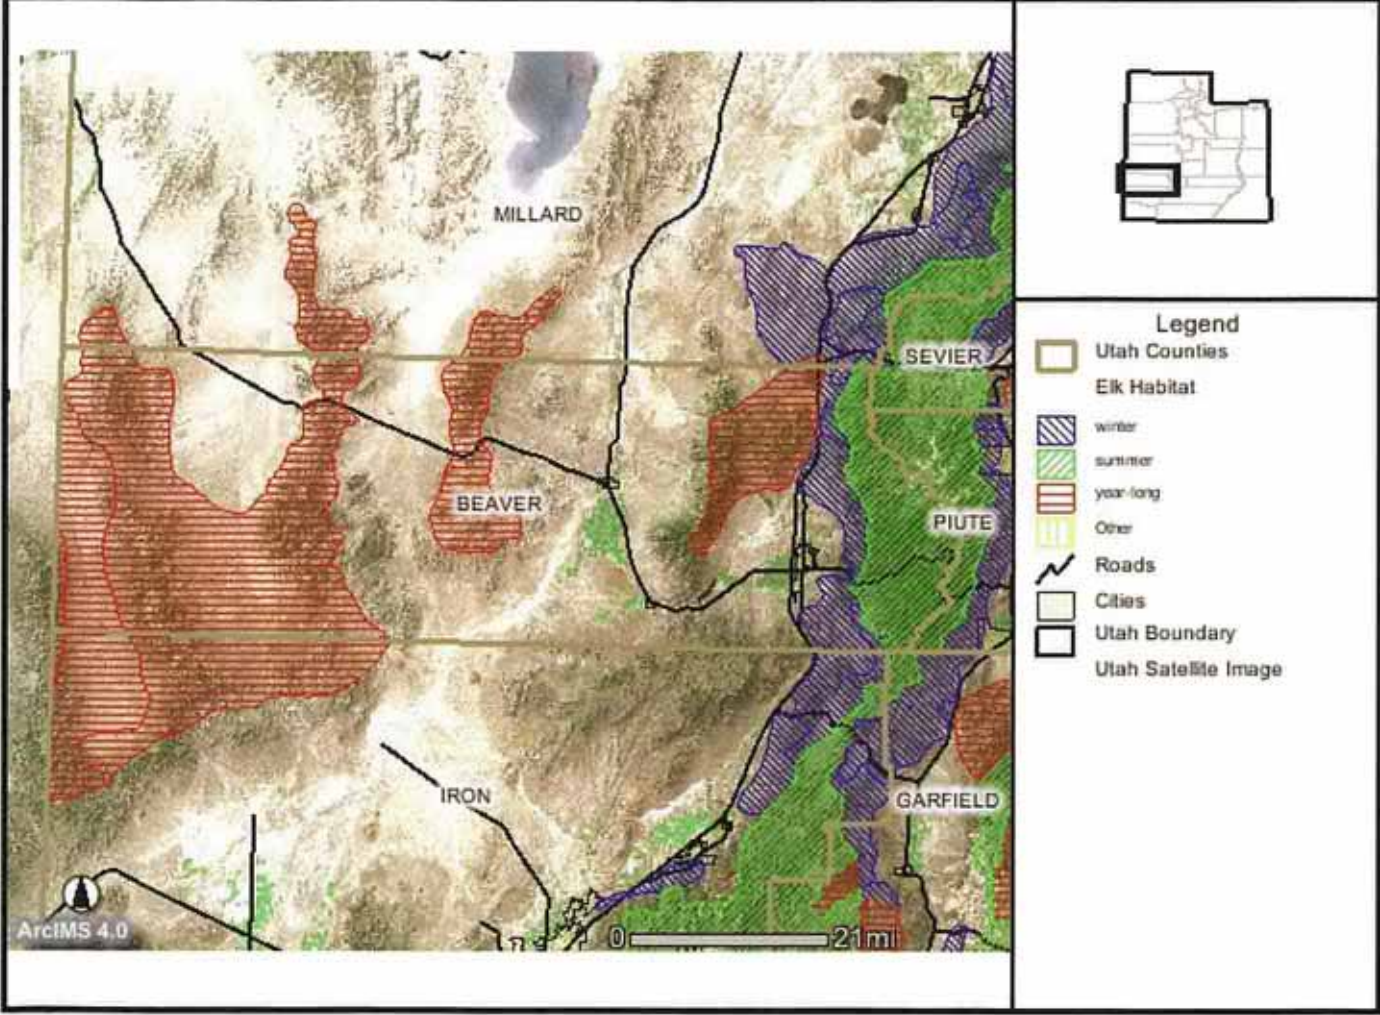 MILLARD
SEVIER
BEAVER
PIUTE
IRON
GARFIELD
ArcIMS 4.0
0 21mi
Legend
Utah Counties
Elk Habitat
winter
summer
year-long
Other
Roads
Cities
Utah Boundary
Utah Satellite Image